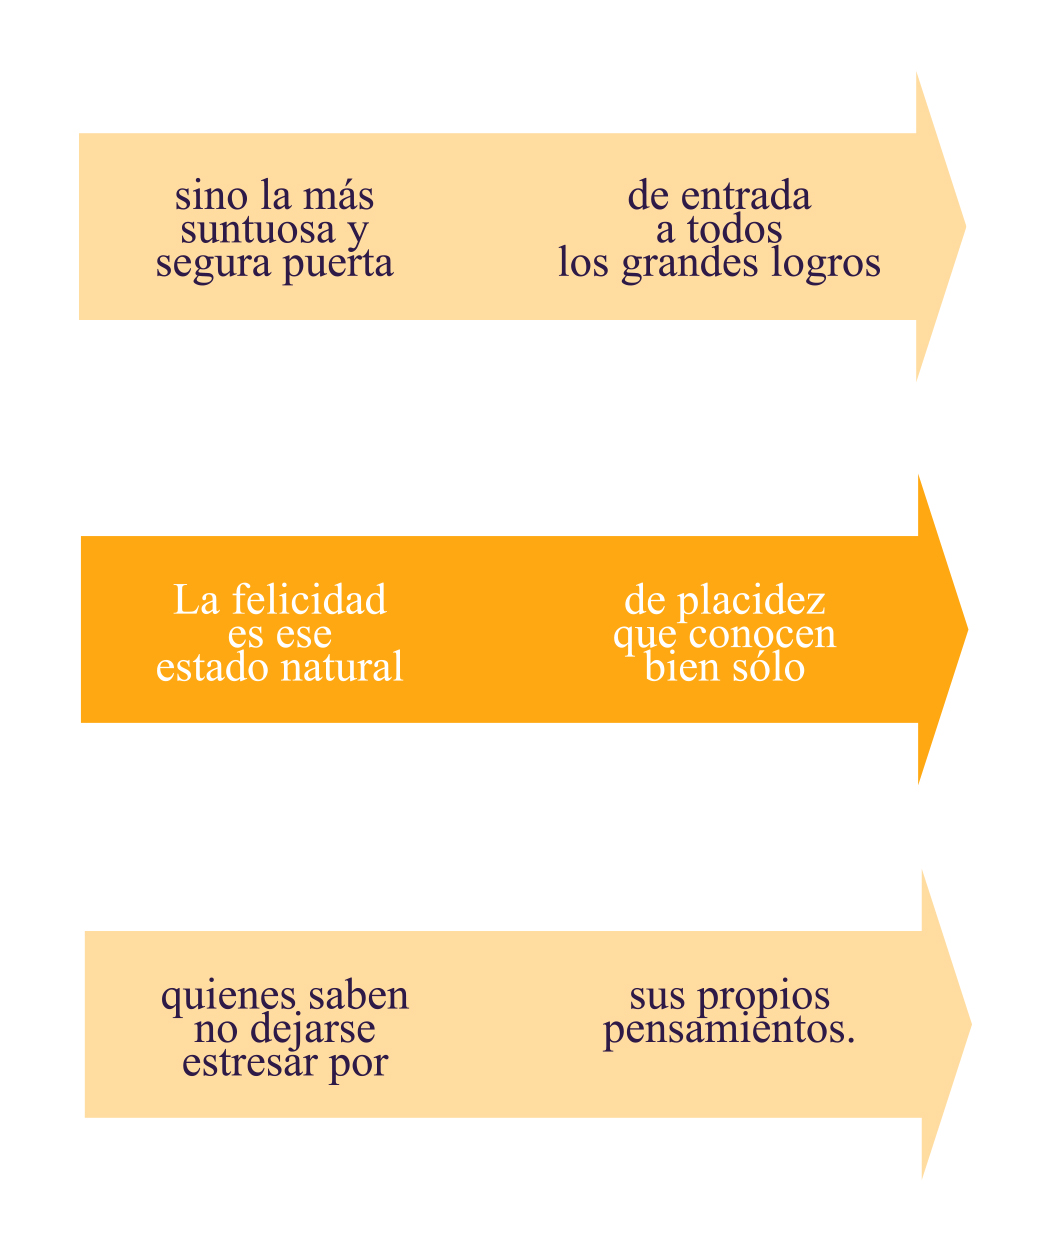 sino la más
suntuosa y
segura puerta
de entrada
a todos
los grandes logros
La felicidad
es ese
estado natural
de placidez
que conocen
bien sólo
quienes saben
no dejarse
estresar por
sus propios
pensamientos.